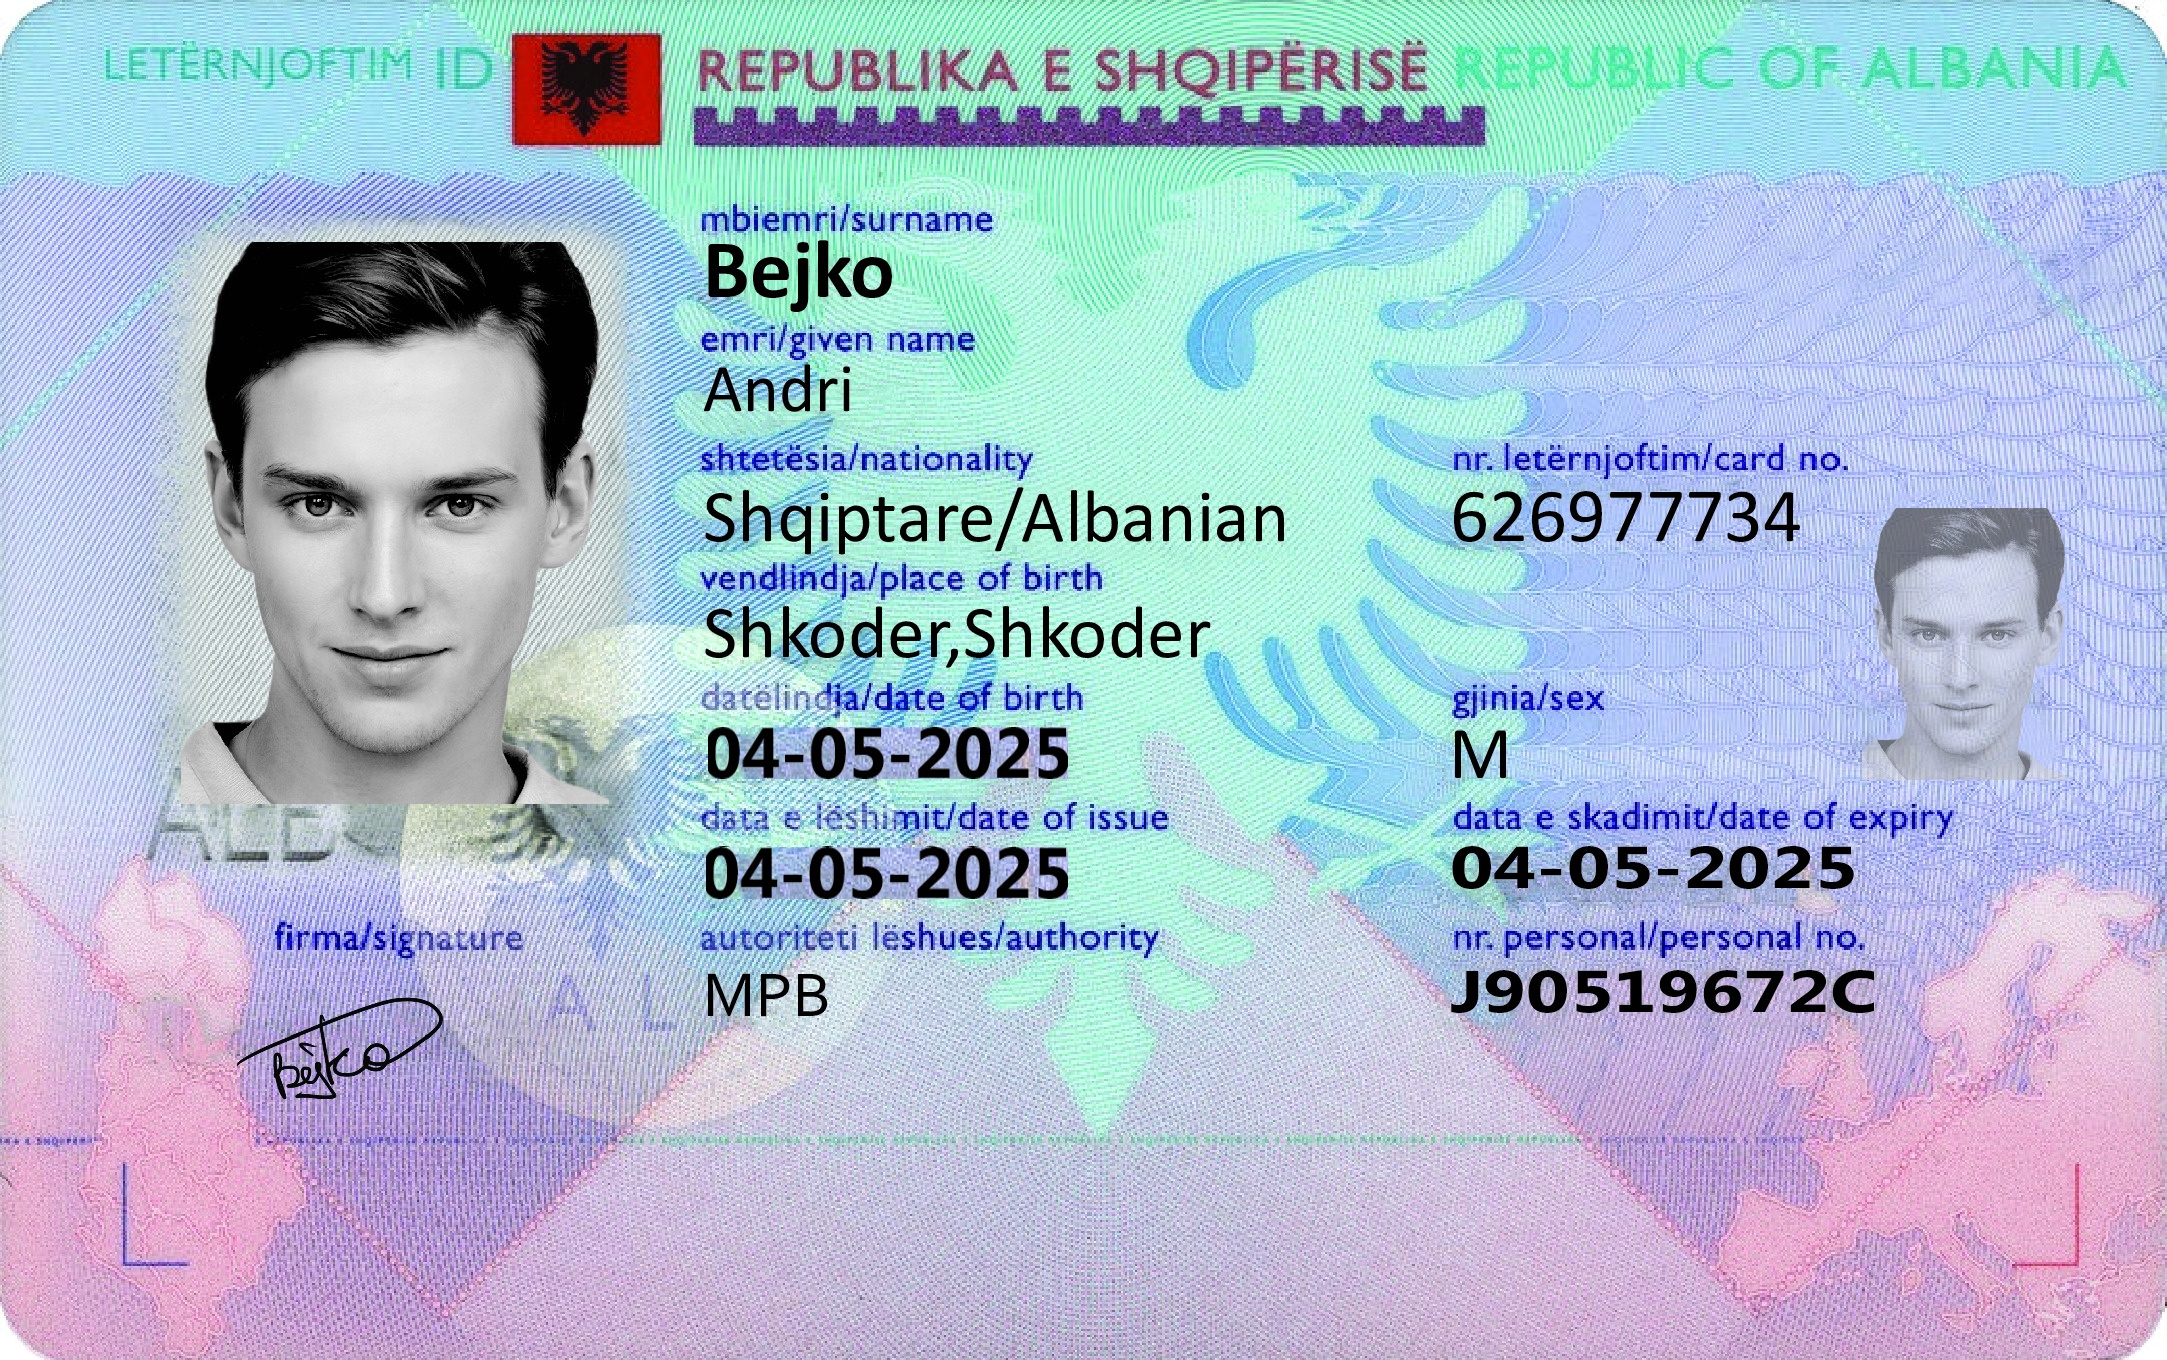 LETËRNJOFTIM ID REPUBLIKA E SHQIPËRISË REPUBLIC OF ALBANIA
mbiemri/surname
Bejko
emri/given name
Andri
shtetësia/nationality
Shqiptare/Albanian
nr. letërnjoftim/card no.
626977734
vendlindja/place of birth
Shkoder,Shkoder
datëlindja/date of birth
04-05-2025
gjinia/sex
M
data e lëshimit/date of issue
04-05-2025
data e skadimit/date of expiry
04-05-2025
autoriteti lëshues/authority
MPB
nr. personal/personal no.
J90519672C
firma/signature
Bejko